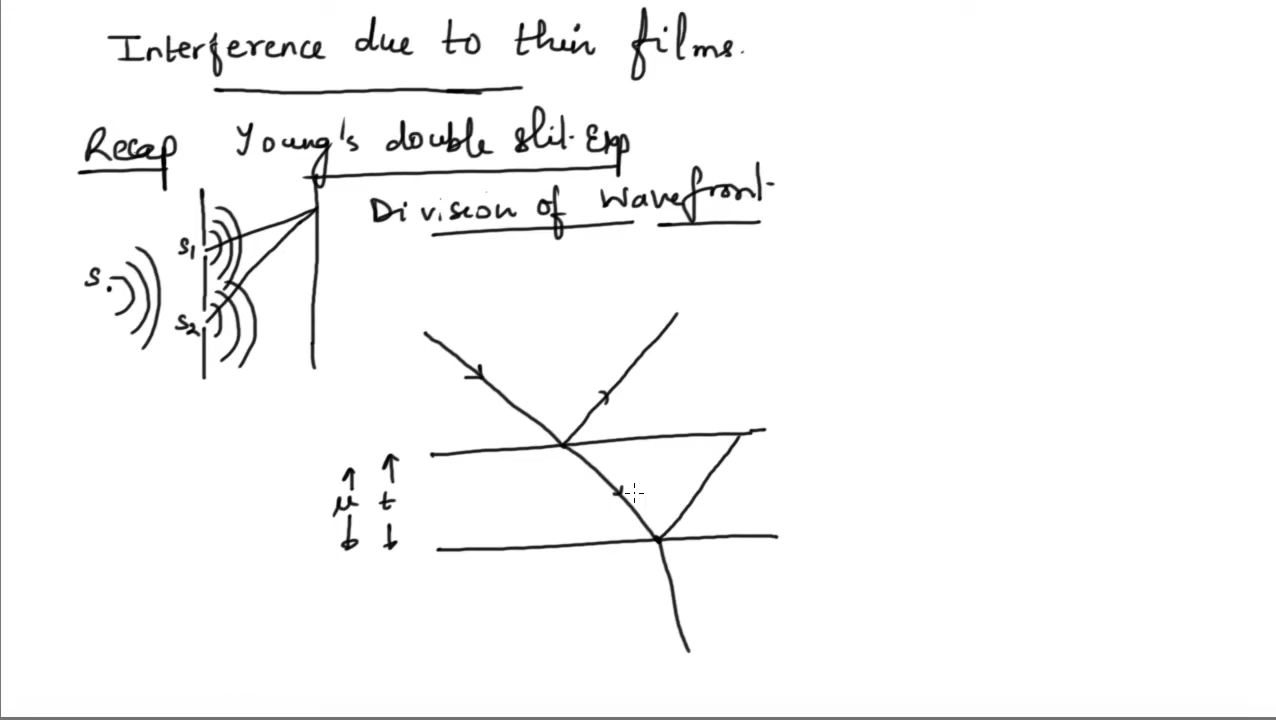 Interference due to thin films.
Recap Young's double slit Exp
Division of Wavefront
S1
S.
S2
μ t